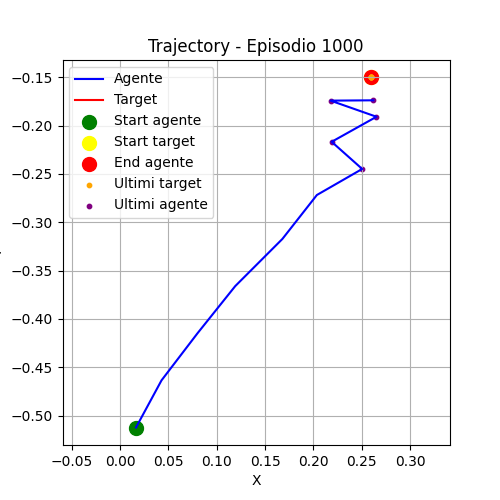 Trajectory - Episodio 1000
Agente
Target
Start agente
Start target
End agente
Ultimi target
Ultimi agente
−0.15
−0.20
−0.25
−0.30
−0.35
−0.40
−0.45
−0.50
−0.05 0.00 0.05 0.10 0.15 0.20 0.25 0.30
X